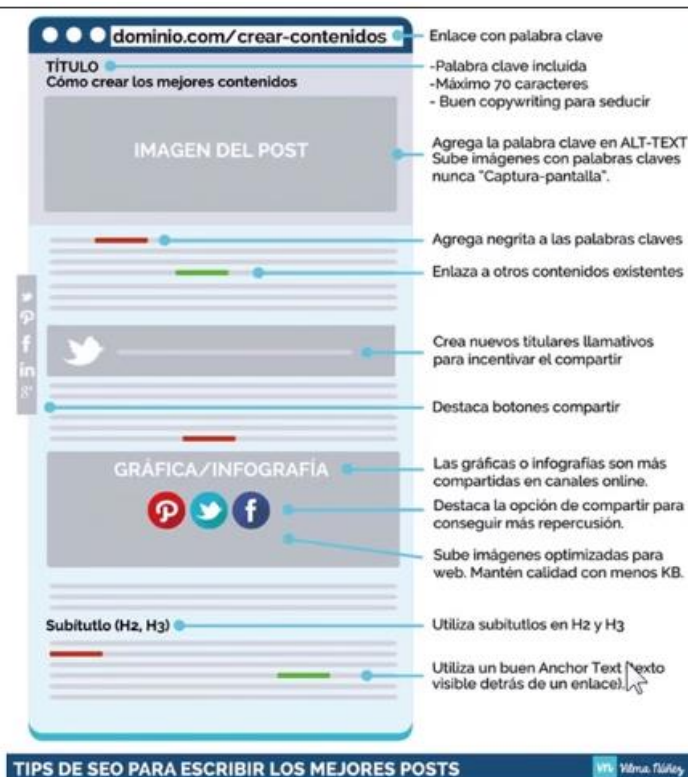 dominio.com/crear-contenidos
Enlace con palabra clave
TÍTULO
Cómo crear los mejores contenidos
-Palabra clave incluida
-Máximo 70 caracteres
- Buen copywriting para seducir
IMAGEN DEL POST
Agrega la palabra clave en ALT-TEXT
Sube imágenes con palabras claves
nunca "Captura-pantalla".
Agrega negrita a las palabras claves
Enlaza a otros contenidos existentes
Crea nuevos titulares llamativos
para incentivar el compartir
Destaca botones compartir
GRÁFICA/INFOGRAFÍA
Las gráficas o infografías son más
compartidas en canales online.
Destaca la opción de compartir para
conseguir más repercusión.
Sube imágenes optimizadas para
web. Mantén calidad con menos KB.
Subítutlo (H2, H3)
Utiliza subítutlos en H2 y H3
Utiliza un buen Anchor Text (texto
visible detrás de un enlace).
TIPS DE SEO PARA ESCRIBIR LOS MEJORES POSTS
vn Vilma Núñez